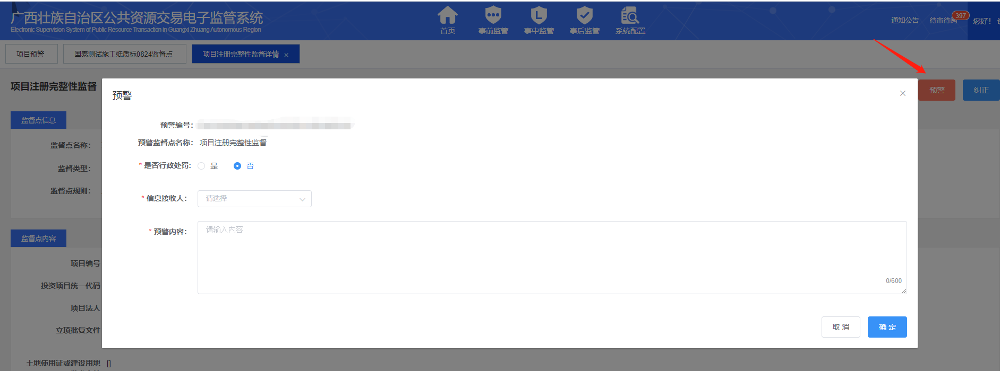 广西壮族自治区公共资源交易电子监管系统
Electronic Supervision System of Public Resource Transaction in Guangxi Zhuang Autonomous Region
首页
事前监管
事中监管
事后监管
系统配置
通知公告
待审待阅
397
您好！
项目预警
国泰测试施工纸质标0824监督点
项目注册完整性监督详情 ×
项目注册完整性监督
预警
纠正
监督点信息
监督点名称：
监督类型：
监督点规则：
监督点内容
项目编号
投资项目统一代码
项目法人
立项批复文件
土地使用证或建设用地 []
预警
预警编号：
预警监督点名称： 项目注册完整性监督
* 是否行政处罚： 是 否
* 信息接收人： 请选择
* 预警内容： 请输入内容
0/600
取 消
确 定